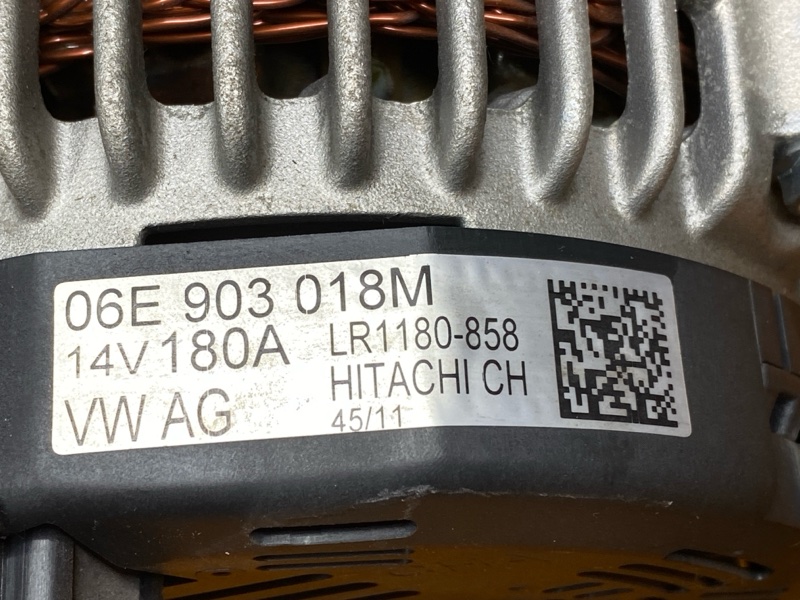 06E 903 018M
14V 180A LR1180-858
VW AG HITACHI CH
45/11